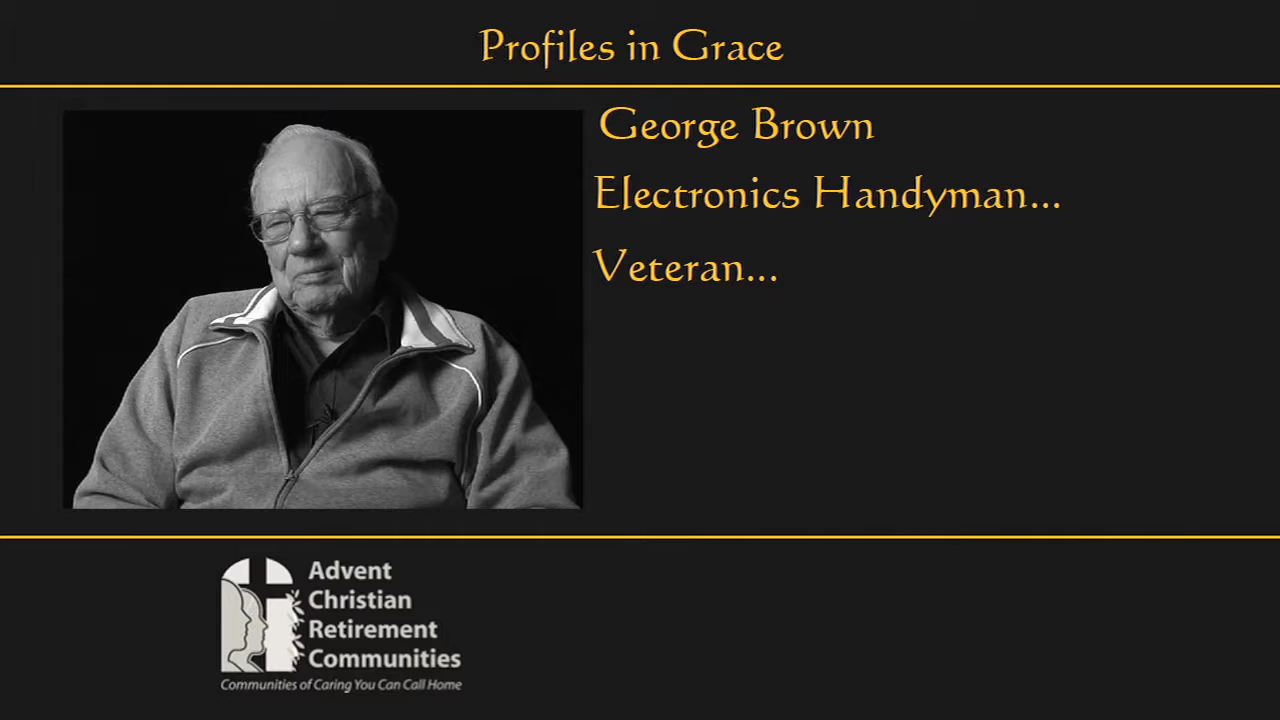 Profiles in Grace
George Brown
Electronics Handyman...
Veteran...
Advent
Christian
Retirement
Communities
Communities of Caring You Can Call Home